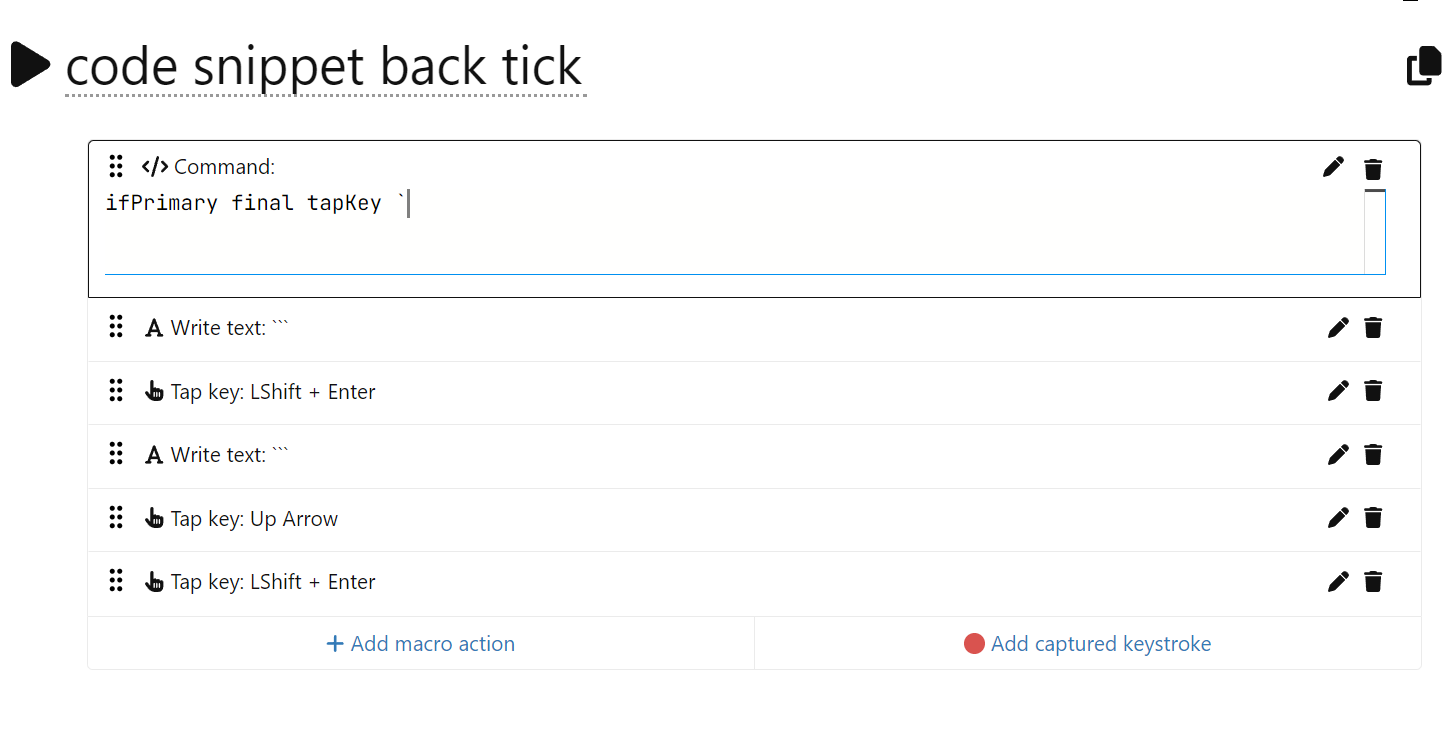 code snippet back tick
</> Command:
ifPrimary final tapKey `
Write text: ```
Tap key: LShift + Enter
Write text: ```
Tap key: Up Arrow
Tap key: LShift + Enter
+ Add macro action
Add captured keystroke